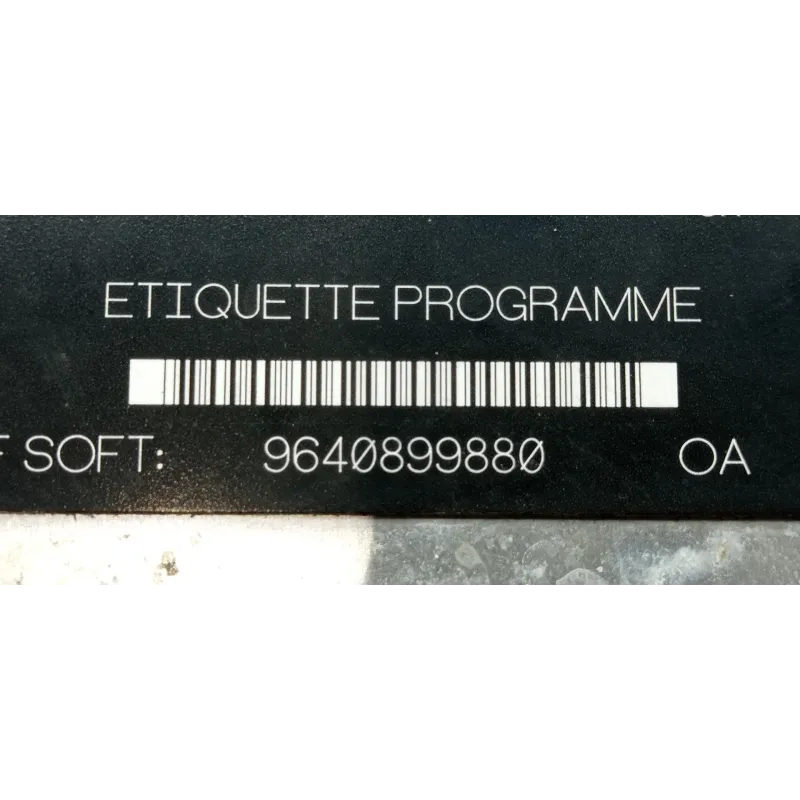 ETIQUETTE PROGRAMME
F SOFT: 9640899880 OA